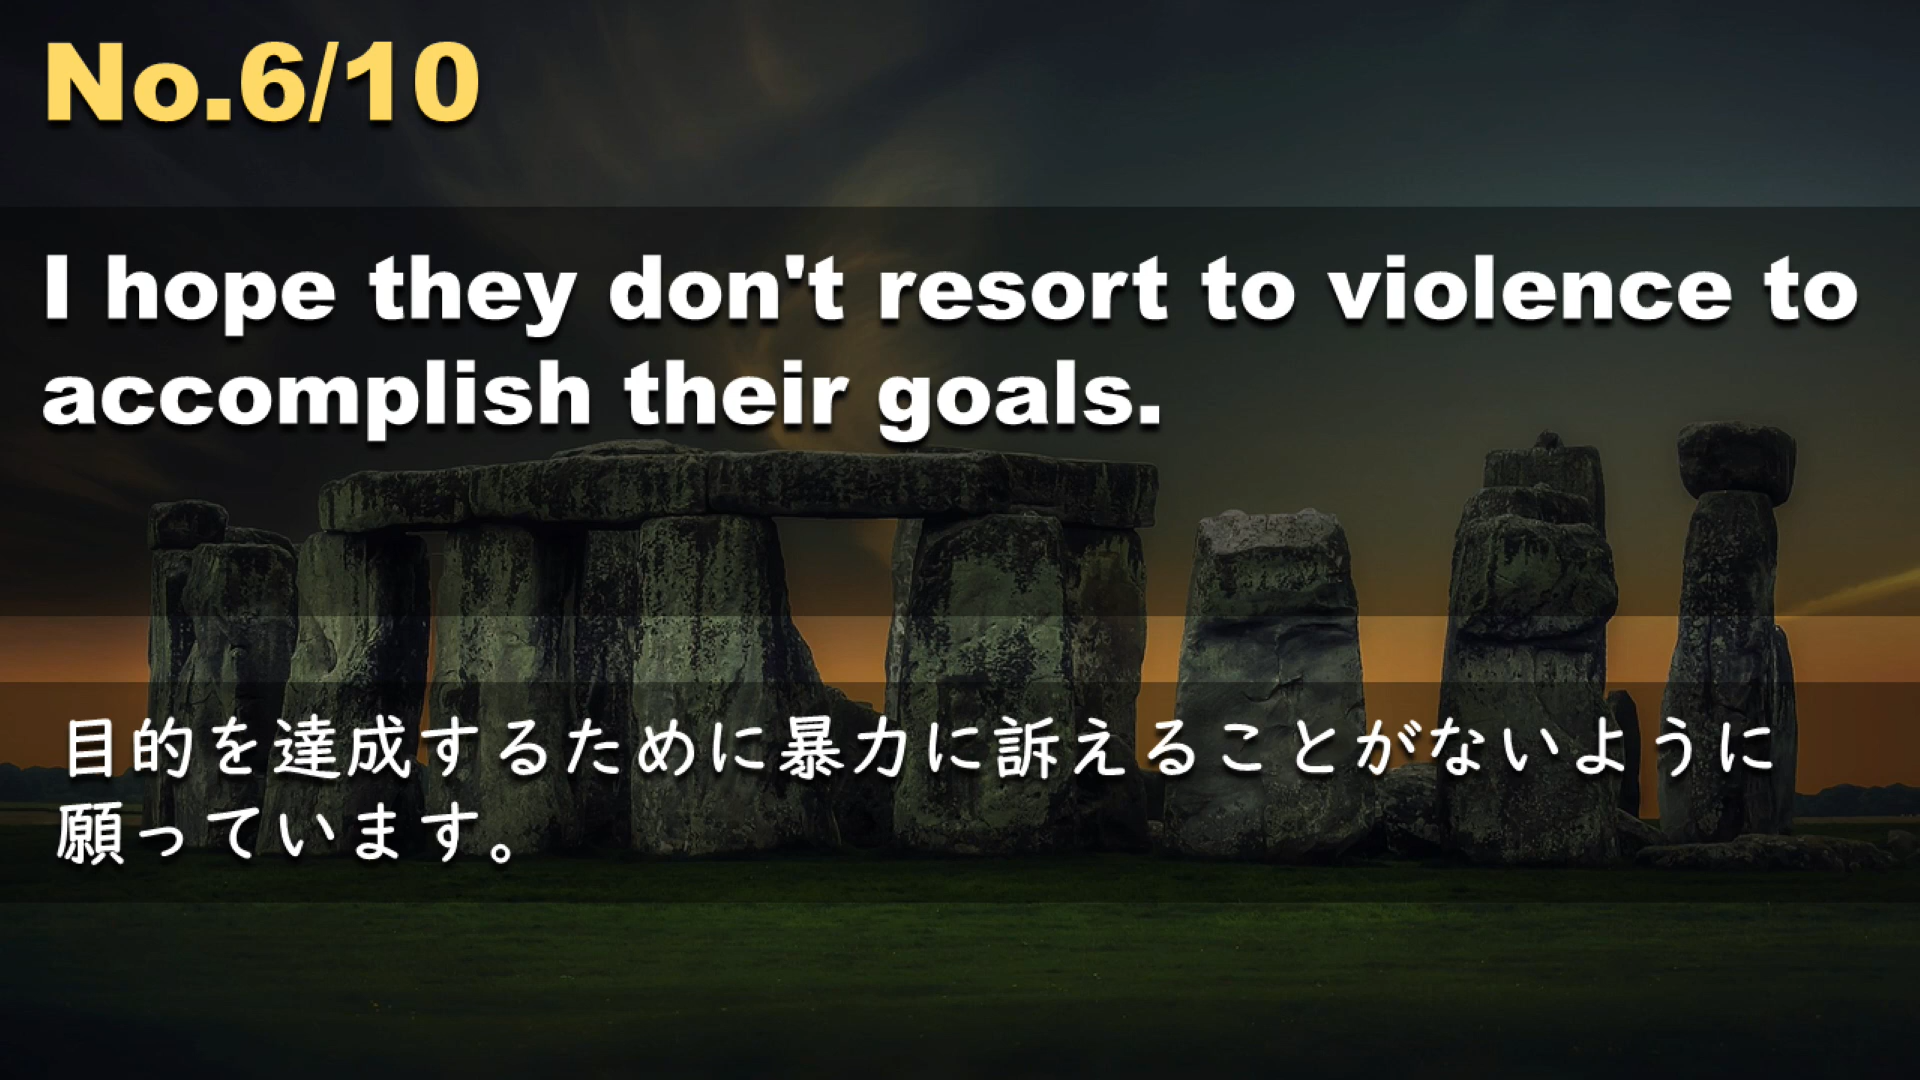 No.6/10
I hope they don't resort to violence to
accomplish their goals.
目的を達成するために暴力に訴えることがないように
願っています。